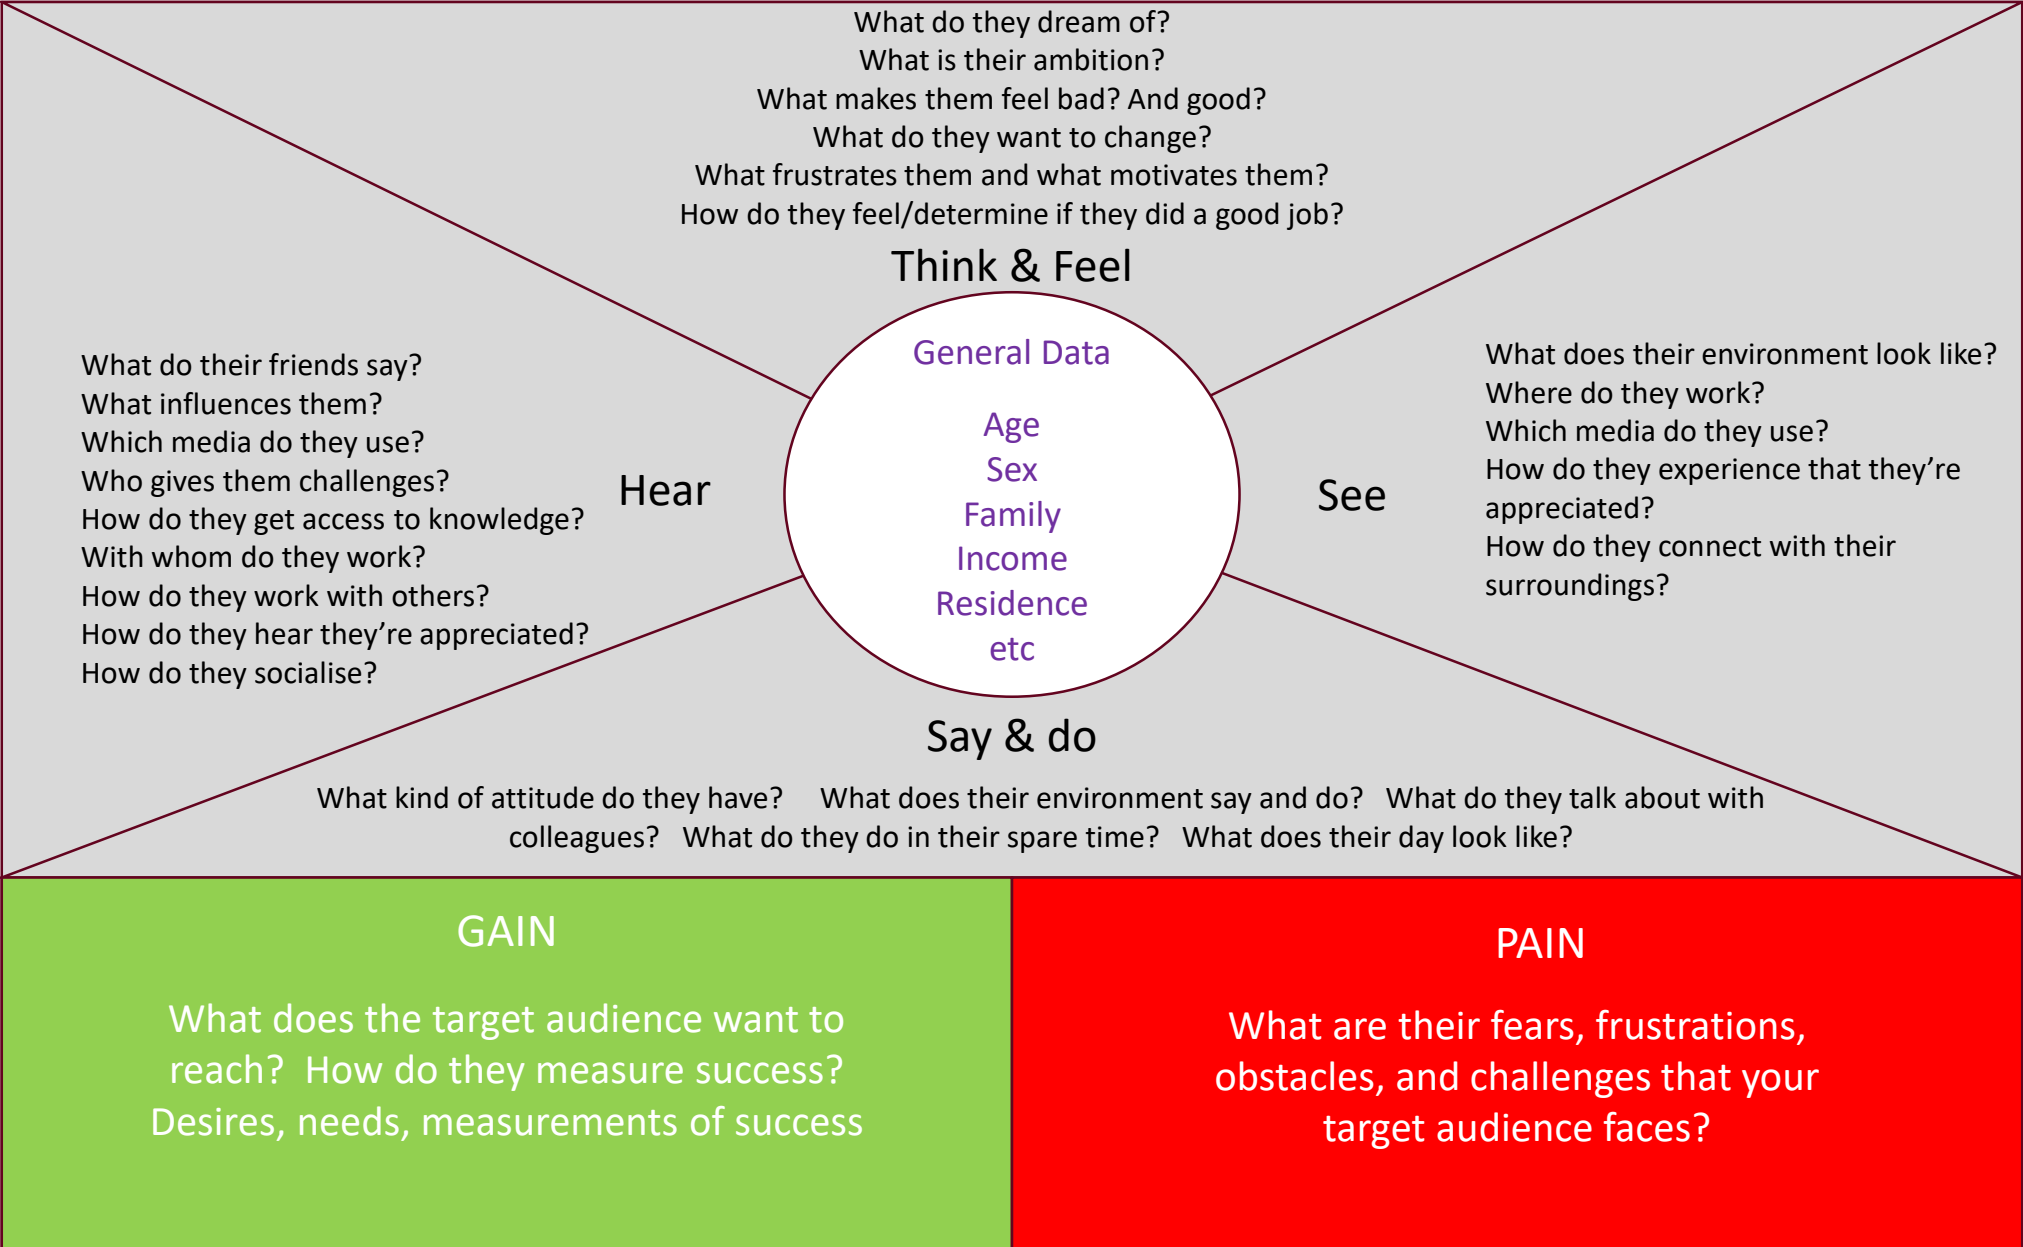 What do they dream of?
What is their ambition?
What makes them feel bad? And good?
What do they want to change?
What frustrates them and what motivates them?
How do they feel/determine if they did a good job?
Think & Feel
What do their friends say?
What influences them?
Which media do they use?
Who gives them challenges?
How do they get access to knowledge?
With whom do they work?
How do they work with others?
How do they hear they’re appreciated?
How do they socialise?
Hear
General Data
Age
Sex
Family
Income
Residence
etc
See
What does their environment look like?
Where do they work?
Which media do they use?
How do they experience that they’re
appreciated?
How do they connect with their
surroundings?
Say & do
What kind of attitude do they have? What does their environment say and do? What do they talk about with
colleagues? What do they do in their spare time? What does their day look like?
GAIN
What does the target audience want to
reach? How do they measure success?
Desires, needs, measurements of success
PAIN
What are their fears, frustrations,
obstacles, and challenges that your
target audience faces?